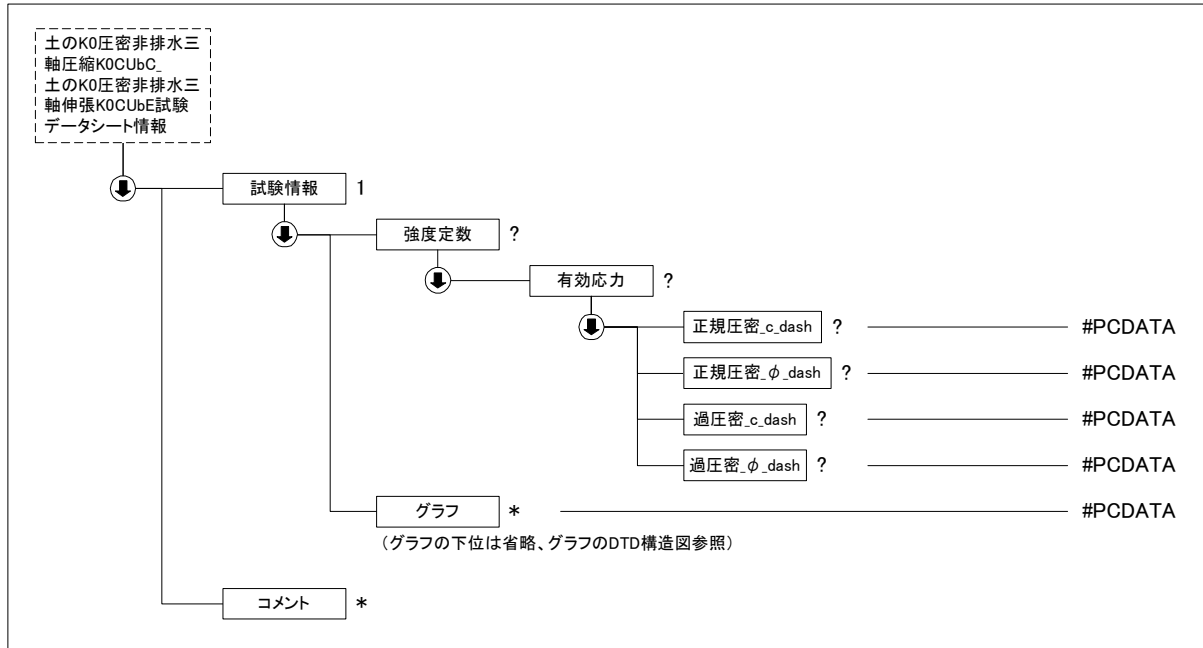 土のK0圧密非排水三
軸圧縮K0CUbC_
土のK0圧密非排水三
軸伸張K0CUbE試験
データシート情報
試験情報 1
強度定数 ?
有効応力 ?
正規圧密_c_dash ? #PCDATA
正規圧密_φ_dash ? #PCDATA
過圧密_c_dash ? #PCDATA
過圧密_φ_dash ? #PCDATA
グラフ * #PCDATA
(グラフの下位は省略、グラフのDTD構造図参照)
コメント *